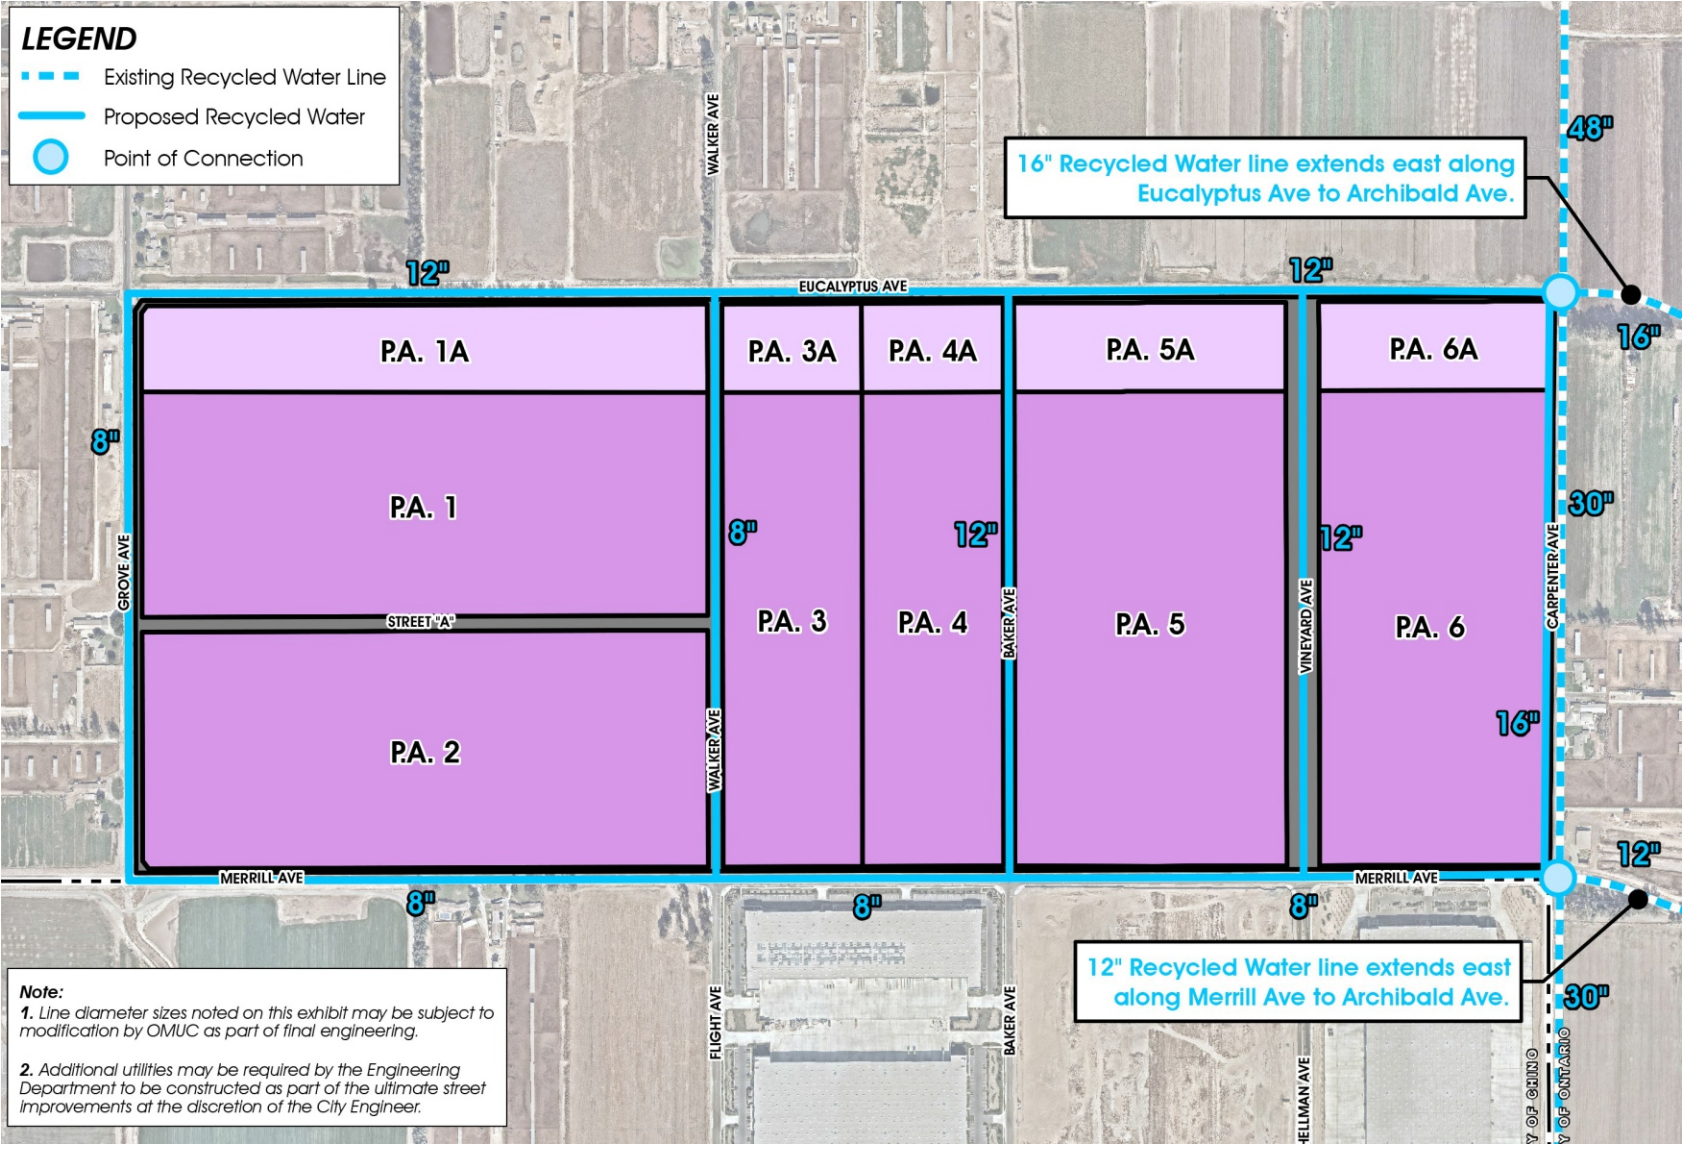 LEGEND
Existing Recycled Water Line
Proposed Recycled Water
Point of Connection
WALKER AVE
48"
16" Recycled Water line extends east along
Eucalyptus Ave to Archibald Ave.
12"
12"
EUCALYPTUS AVE
16"
P.A. 1A
P.A. 3A
P.A. 4A
P.A. 5A
P.A. 6A
8"
P.A. 1
8"
12"
12"
30"
GROVE AVE
CARPENTER AVE
STREET "A"
P.A. 3
P.A. 4
BAKER AVE
P.A. 5
VINEYARD AVE
P.A. 6
16"
P.A. 2
WALKER AVE
12"
MERRILL AVE
MERRILL AVE
8"
8"
8"
12" Recycled Water line extends east
along Merrill Ave to Archibald Ave.
30"
Note:
1. Line diameter sizes noted on this exhibit may be subject to
modification by OMUC as part of final engineering.
2. Additional utilities may be required by the Engineering
Department to be constructed as part of the ultimate street
improvements at the discretion of the City Engineer.
FLIGHT AVE
BAKER AVE
HELLMAN AVE
Y OF CHINO
Y OF ONTARIO